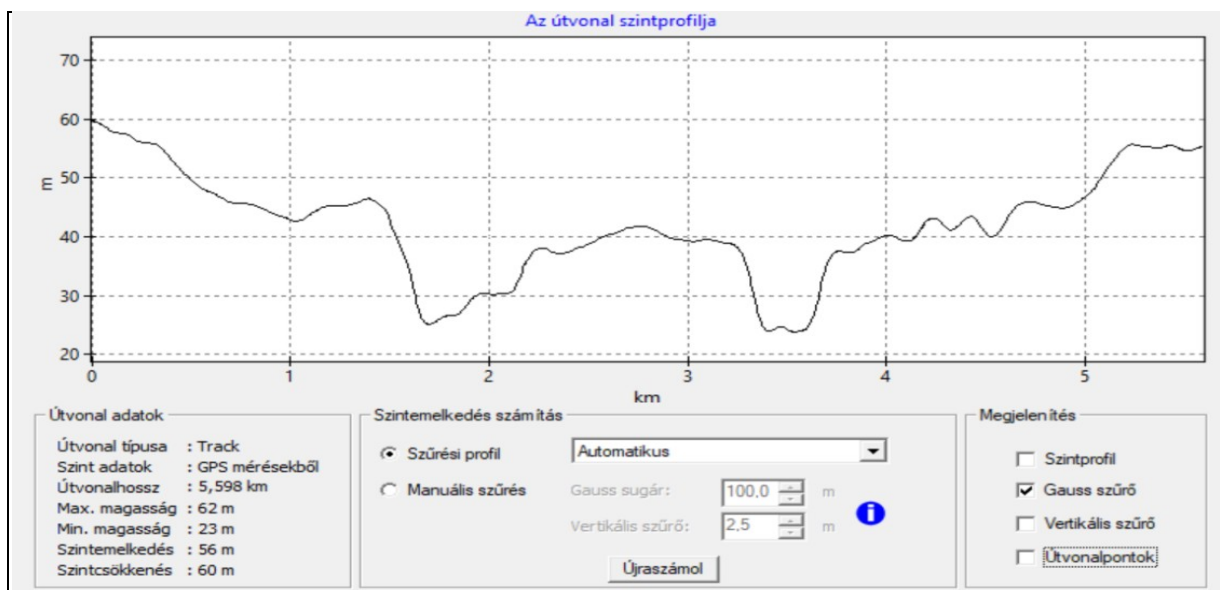 Az útvonal szintprofilja
70
60
50
40
30
20
m
0 1 2 3 4 5
km
Útvonal adatok
Útvonal típusa : Track
Szint adatok : GPS mérésekből
Útvonalhossz : 5,598 km
Max. magasság : 62 m
Min. magasság : 23 m
Szintemelkedés : 56 m
Szintcsökkenés : 60 m
Szintemelkedés számítás
Szűrési profil Automatikus
Manuális szűrés Gauss sugár: 100,0 m
Vertikális szűrő: 2,5 m
i
Újraszámol
Megjelenítés
Szintprofil
Gauss szűrő
Vertikális szűrő
Útvonalpontok